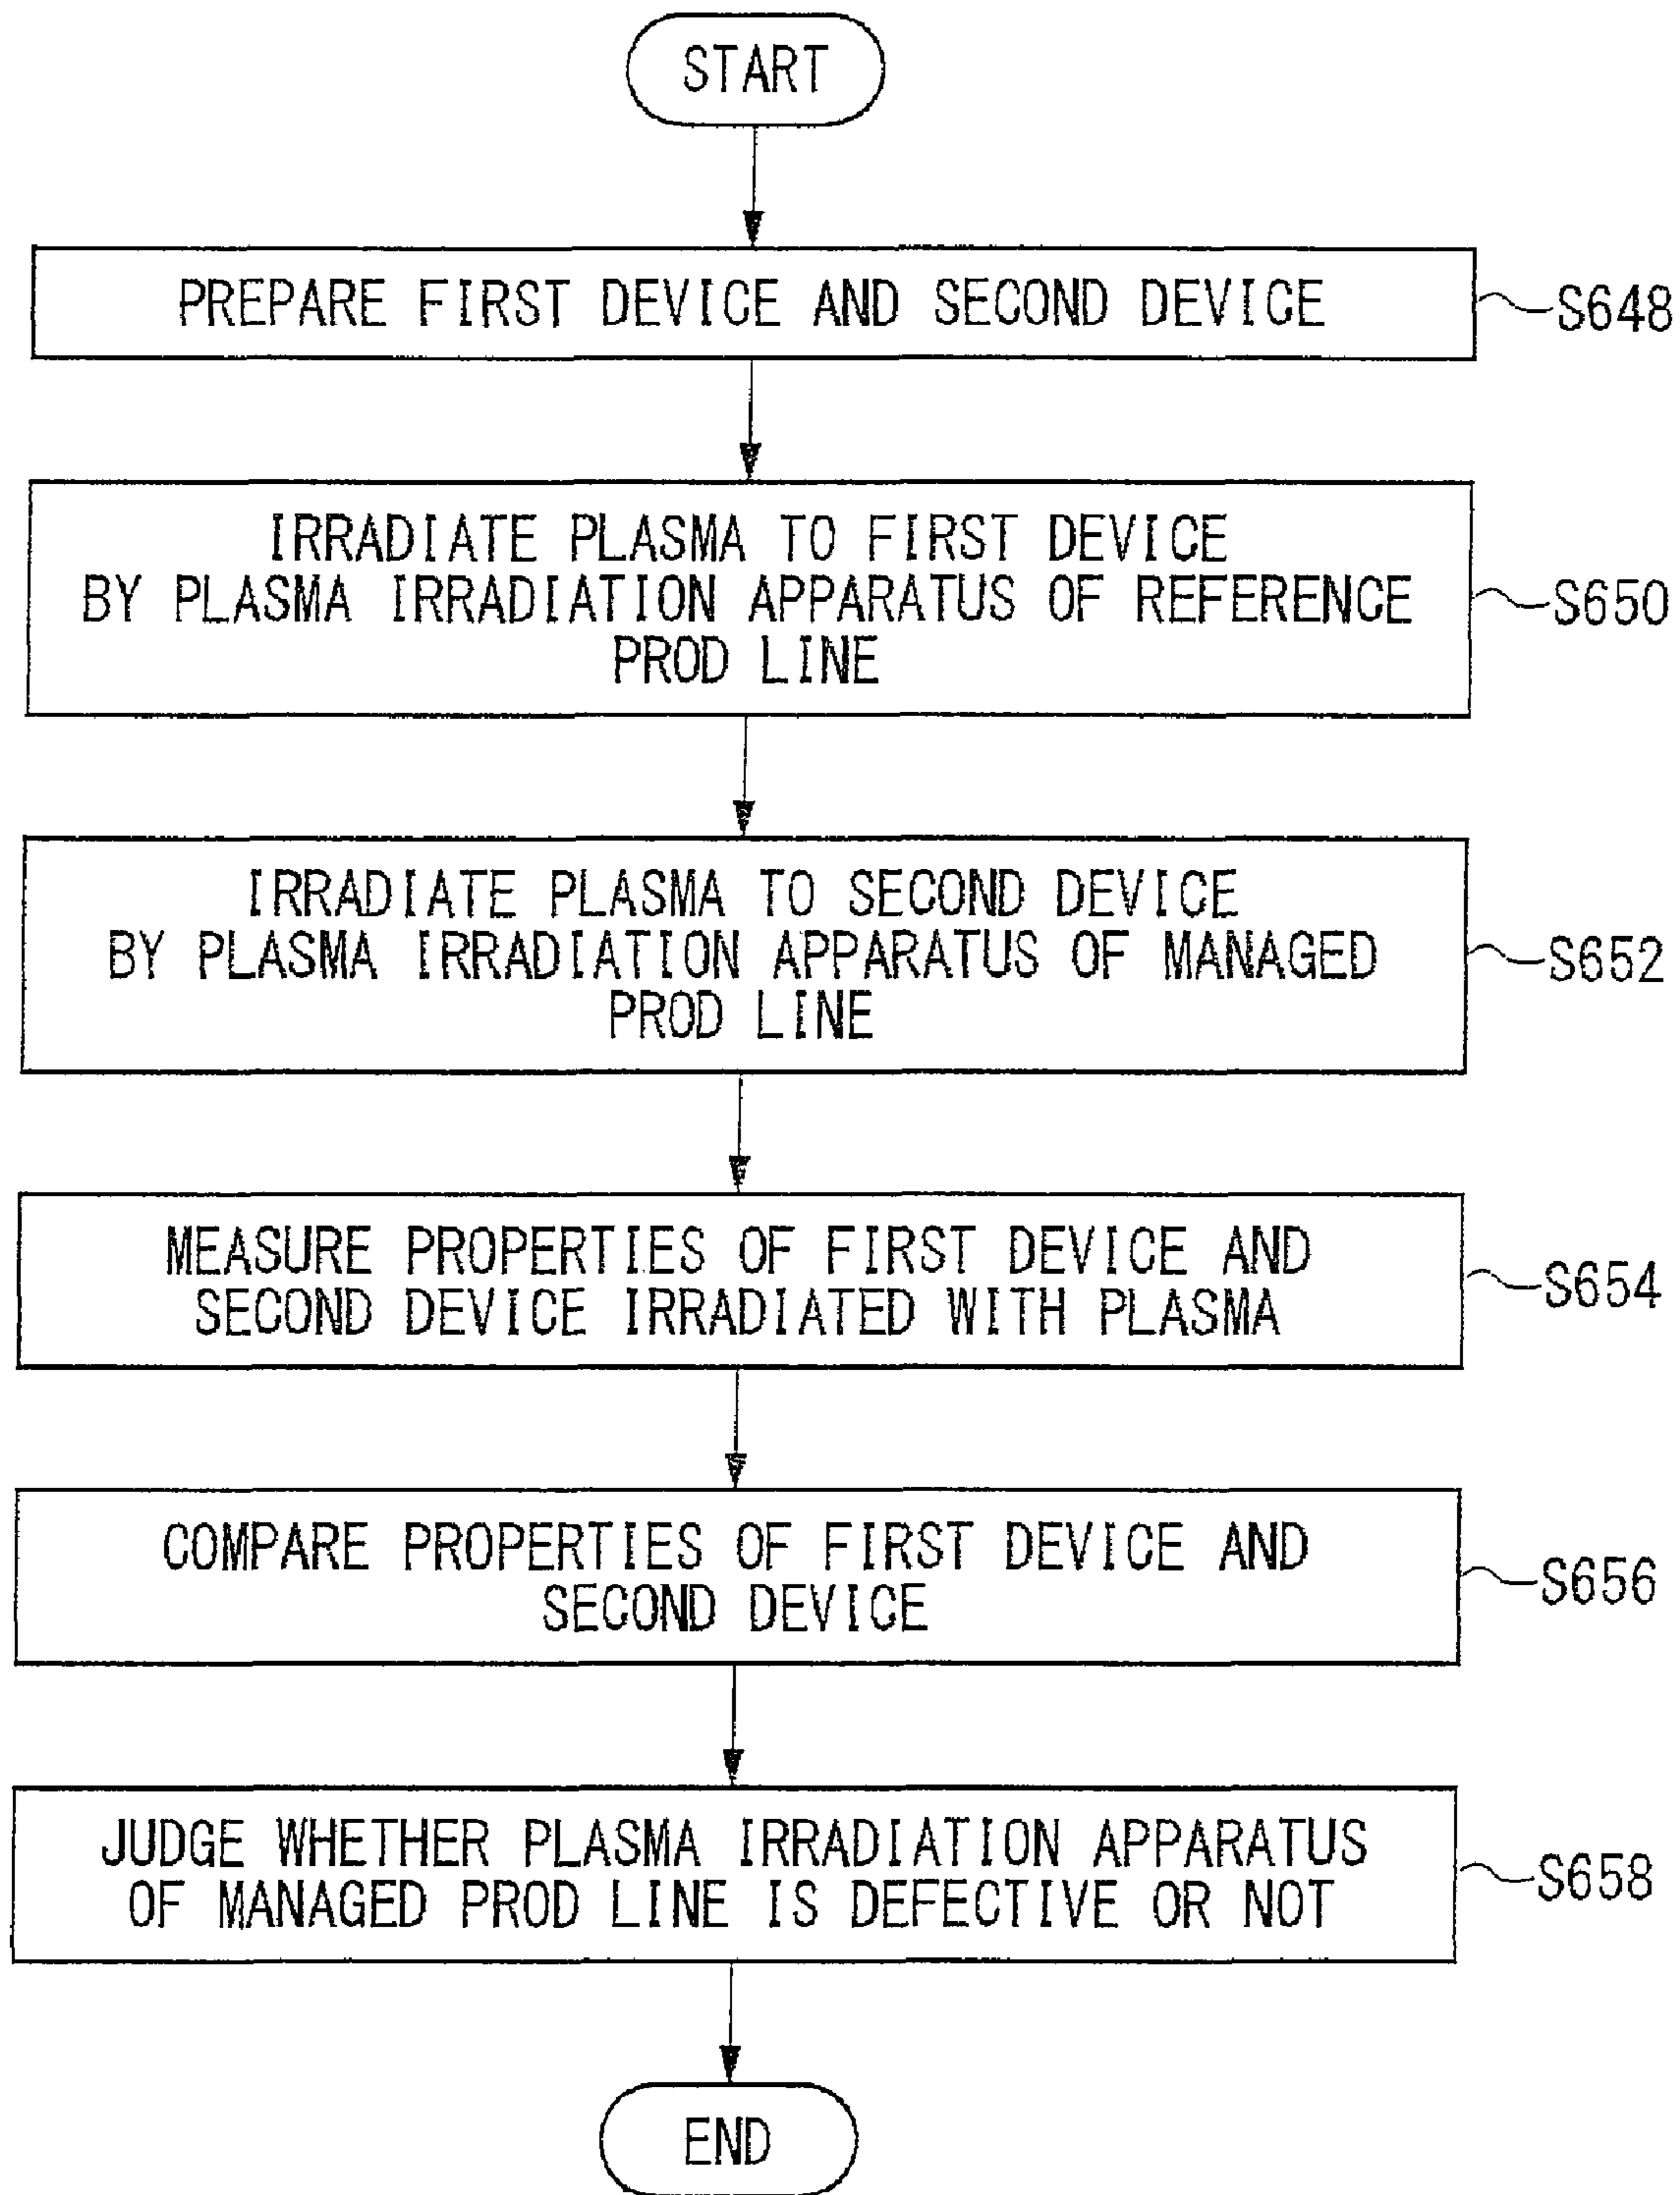 START
PREPARE FIRST DEVICE AND SECOND DEVICE
S648
IRRADIATE PLASMA TO FIRST DEVICE
BY PLASMA IRRADIATION APPARATUS OF REFERENCE
PROD LINE
S650
IRRADIATE PLASMA TO SECOND DEVICE
BY PLASMA IRRADIATION APPARATUS OF MANAGED
PROD LINE
S652
MEASURE PROPERTIES OF FIRST DEVICE AND
SECOND DEVICE IRRADIATED WITH PLASMA
S654
COMPARE PROPERTIES OF FIRST DEVICE AND
SECOND DEVICE
S656
JUDGE WHETHER PLASMA IRRADIATION APPARATUS
OF MANAGED PROD LINE IS DEFECTIVE OR NOT
S658
END